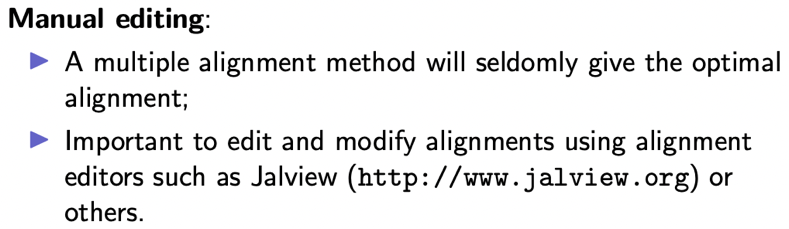 Manual editing:
▶ A multiple alignment method will seldomly give the optimal
alignment;
▶ Important to edit and modify alignments using alignment
editors such as Jalview (http://www.jalview.org) or
others.